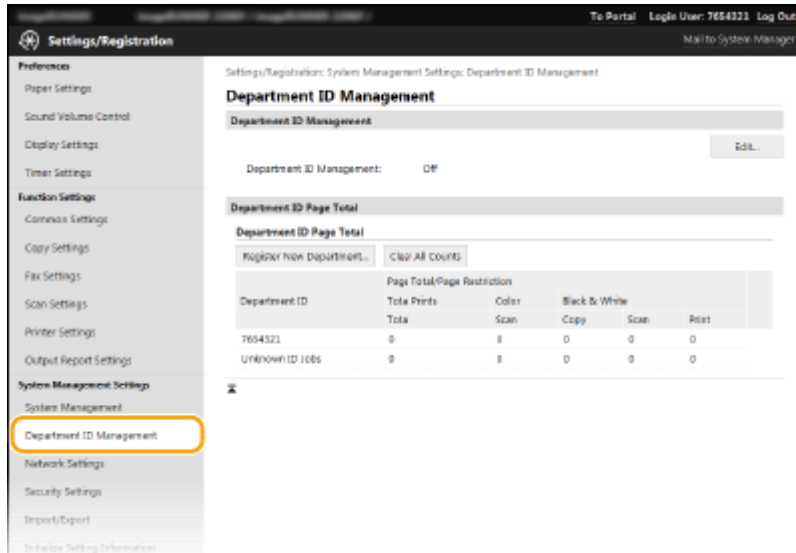 To Portal Login User: 7654321 Log Out
Settings/Registration
Mail to System Manager
Preferences
Paper Settings
Sound Volume Control
Display Settings
Timer Settings
Function Settings
Common Settings
Copy Settings
Fax Settings
Scan Settings
Printer Settings
Output Report Settings
System Management Settings
System Management
Department ID Management
Network Settings
Security Settings
Import/Export
Initialize Setting Information
Settings/Registration: System Management Settings: Department ID Management
Department ID Management
Department ID Management
Edit...
Department ID Management: Off
Department ID Page Total
Department ID Page Total
Register New Department... Clear All Counts
Page Total/Page Restriction
Department ID Tota Prints Color Black & White
Tota Scan Copy Scan Print
7654321 0 0 0 0 0
Unknown ID Jobs 0 0 0 0 0